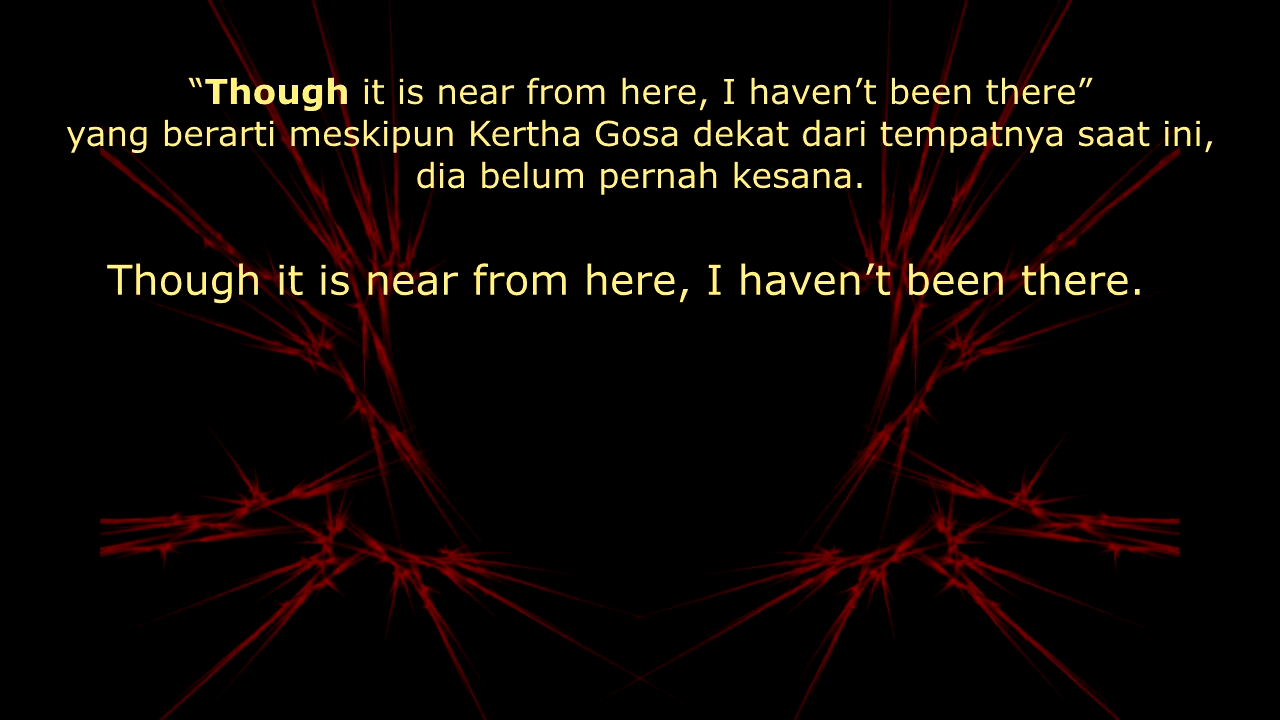 “Though it is near from here, I haven’t been there”
yang berarti meskipun Kertha Gosa dekat dari tempatnya saat ini,
dia belum pernah kesana.
Though it is near from here, I haven’t been there.